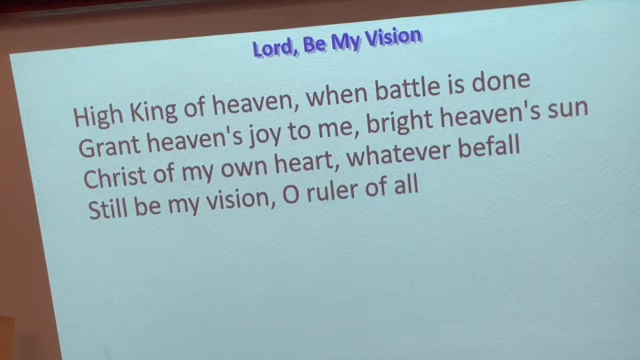 Lord, Be My Vision
High King of heaven, when battle is done
Grant heaven's joy to me, bright heaven's sun
Christ of my own heart, whatever befall
Still be my vision, O ruler of all